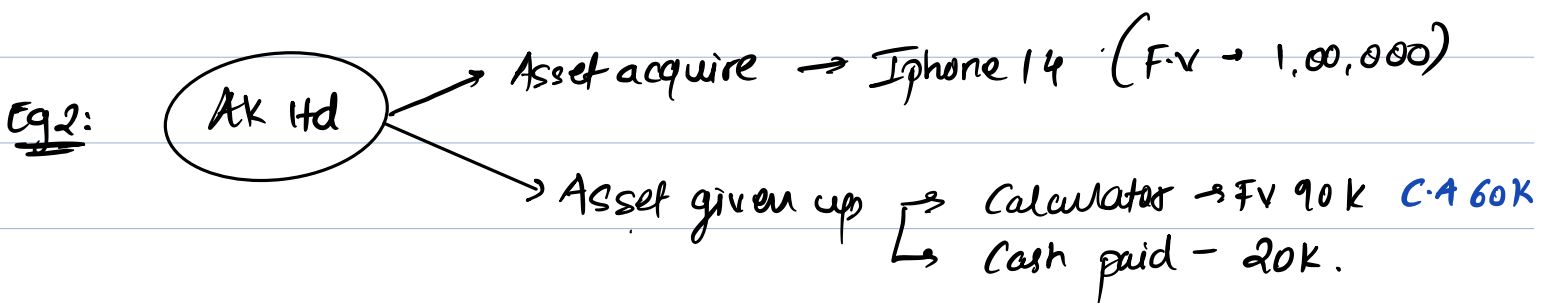 Asset acquire → Iphone 14 (F.V → 1,00,000)
Eg2: AK ltd
Asset given up → Calculator → FV 90K C.A 60K
→ Cash paid - 20K.